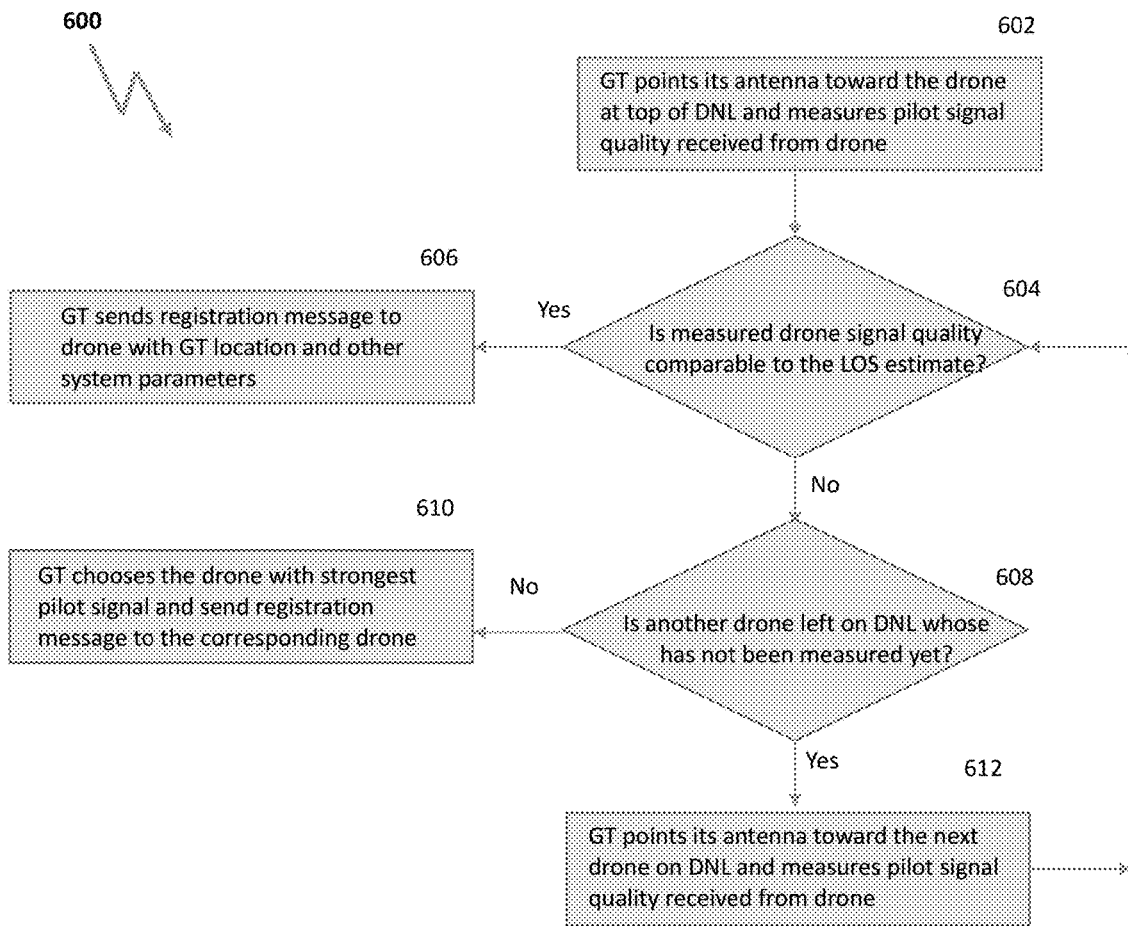 600
602
GT points its antenna toward the drone
at top of DNL and measures pilot signal
quality received from drone
606
GT sends registration message to
drone with GT location and other
system parameters
Yes
604
Is measured drone signal quality
comparable to the LOS estimate?
No
610
GT chooses the drone with strongest
pilot signal and send registration
message to the corresponding drone
No
608
Is another drone left on DNL whose
has not been measured yet?
Yes
612
GT points its antenna toward the next
drone on DNL and measures pilot signal
quality received from drone